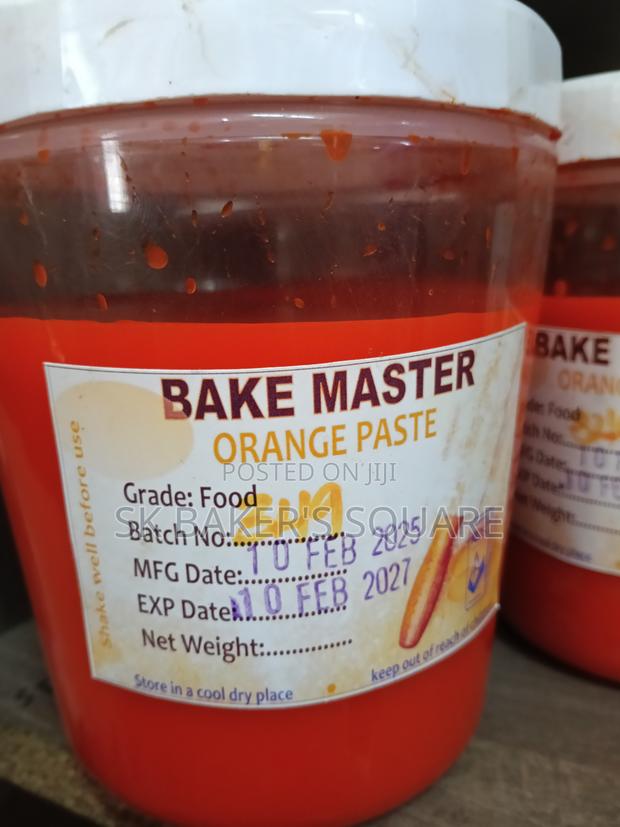 BAKE MASTER
ORANGE PASTE
POSTED ON JIJI
Grade: Food
SK BAKER'S SQUARE
Batch No:
MFG Date: 10 FEB 2025
EXP Date: 10 FEB 2027
Net Weight:
Store in a cool dry place
keep out of reach of
Shake well before use
BAKE
ORAN